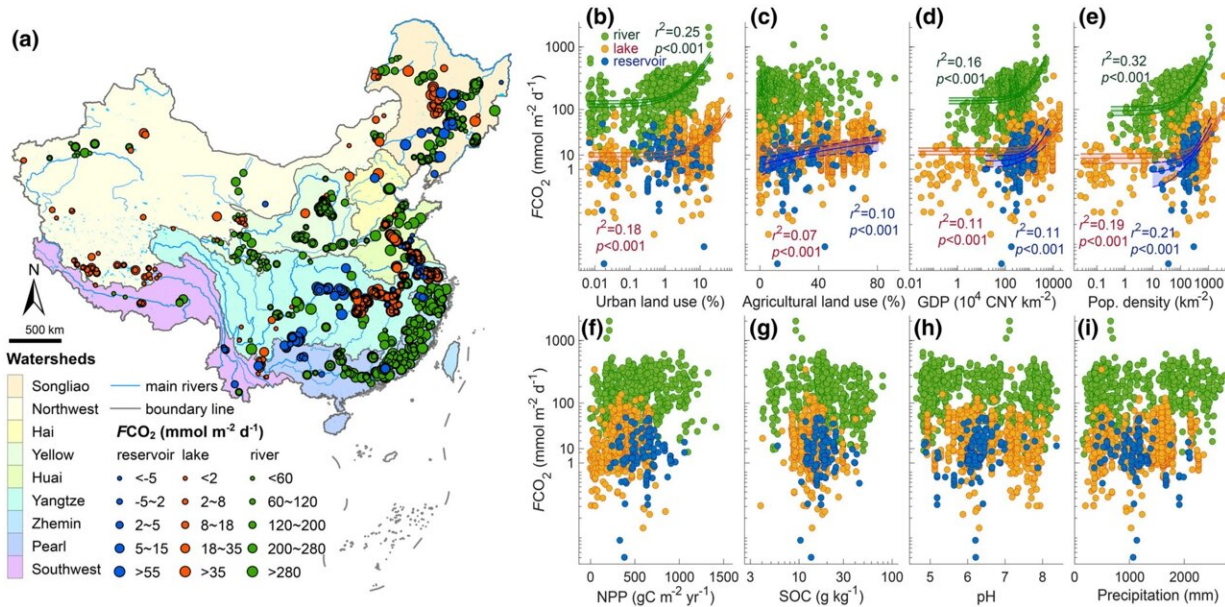 (a)
N
500 km
Watersheds
Songliao
Northwest
Hai
Yellow
Huai
Yangtze
Zhemin
Pearl
Southwest
main rivers
boundary line
FCO₂ (mmol m⁻² d⁻¹)
reservoir lake river
<-5 <2 <60
-5~2 2~8 60~120
2~5 8~18 120~200
5~15 18~35 200~280
>55 >35 >280
(b)
river
lake
reservoir
r²=0.25
p<0.001
r²=0.18
p<0.001
1000
100
10
1
FCO₂ (mmol m⁻² d⁻¹)
0.01 0.1 1 10
Urban land use (%)
(c)
r²=0.07
p<0.001
r²=0.10
p<0.001
0 40 80
Agricultural land use (%)
(d)
r²=0.16
p<0.001
r²=0.11
p<0.001
r²=0.11
p<0.001
0.01 1 100 10000
GDP (10⁴ CNY km⁻²)
(e)
r²=0.32
p<0.001
r²=0.19
p<0.001
r²=0.21
p<0.001
0.1 1 10 100 1000
Pop. density (km⁻²)
(f)
1000
100
10
1
FCO₂ (mmol m⁻² d⁻¹)
0 500 1000 1500
NPP (gC m⁻² yr⁻¹)
(g)
3 10 30 100
SOC (g kg⁻¹)
(h)
5 6 7 8
pH
(i)
0 1000 2000
Precipitation (mm)